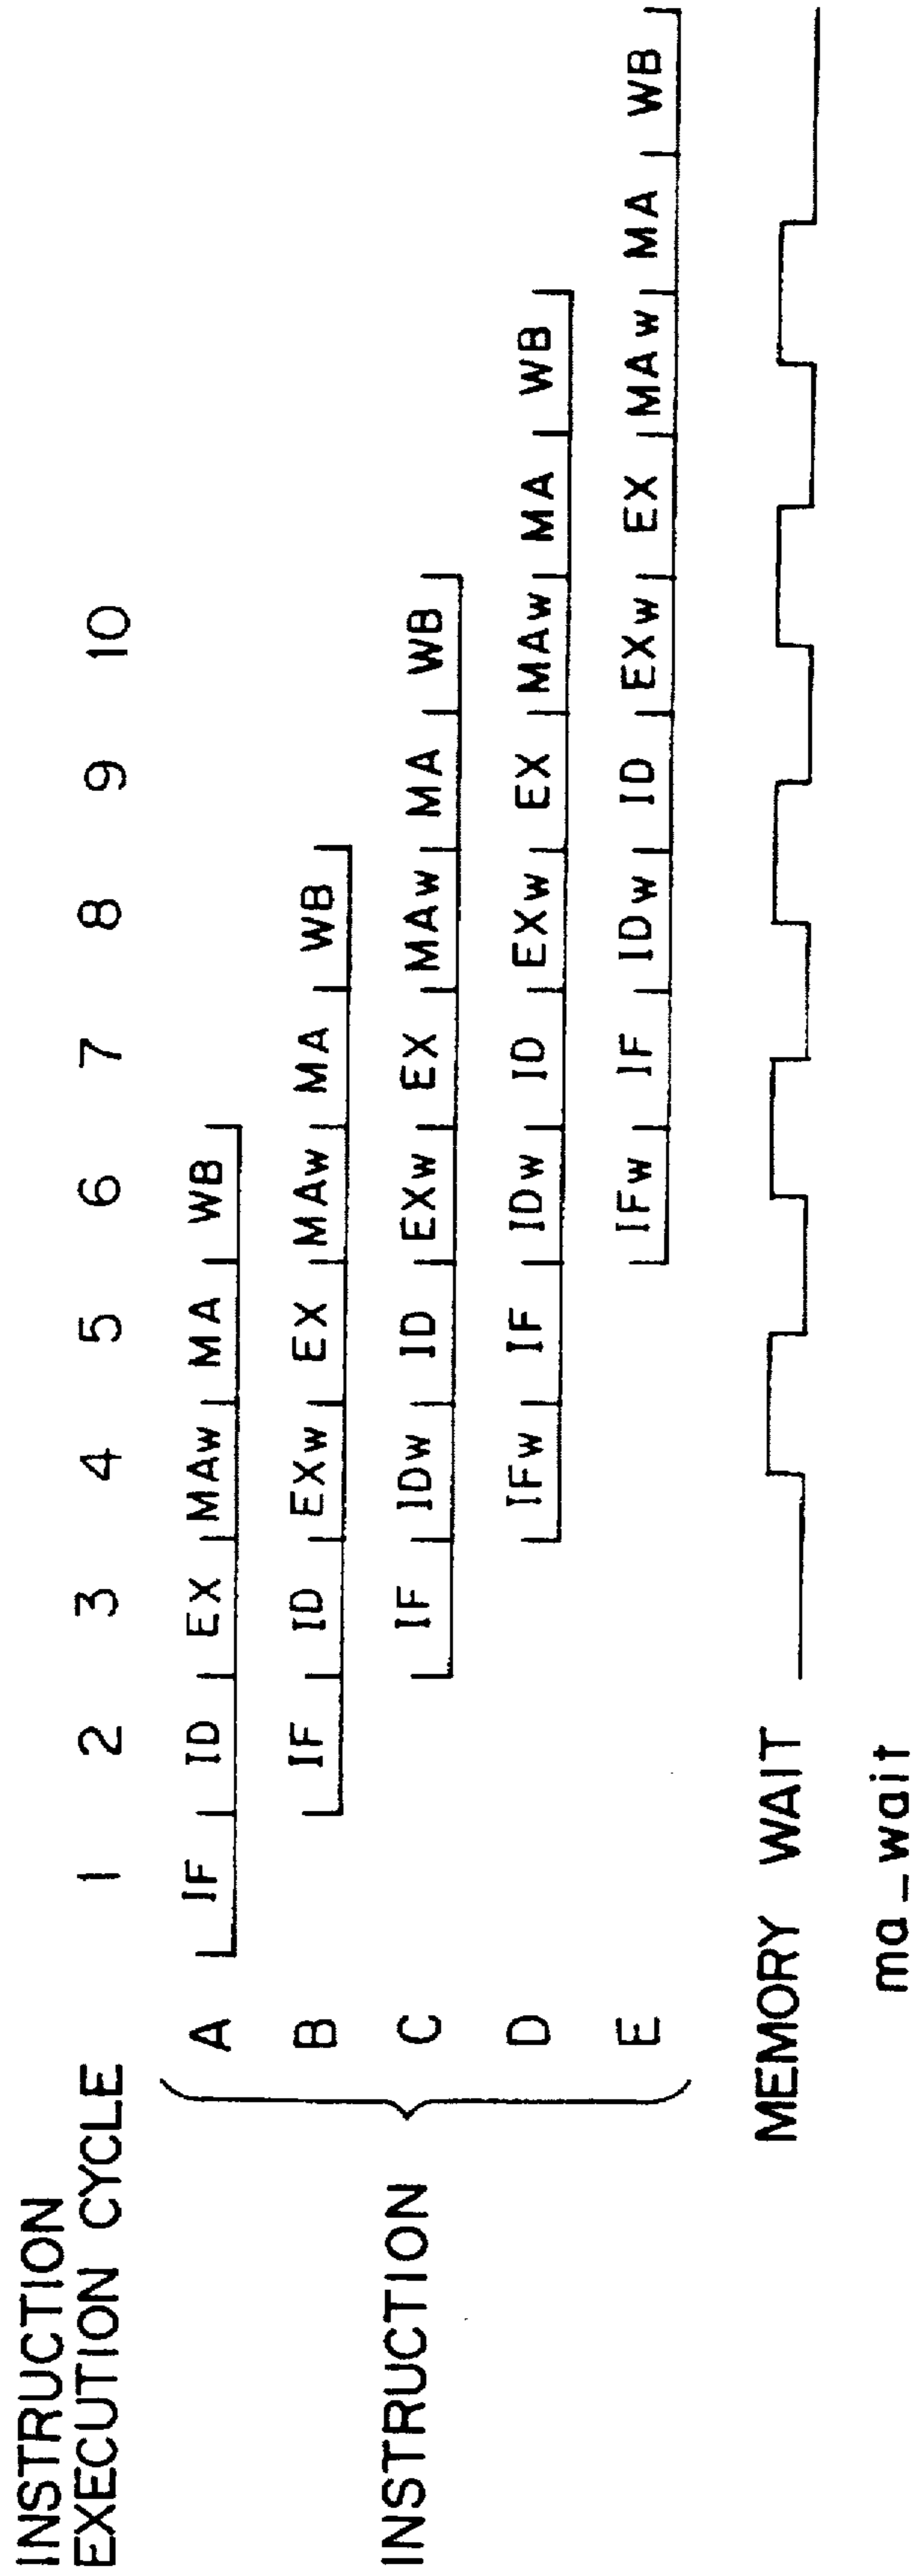 INSTRUCTION
EXECUTION CYCLE 1 2 3 4 5 6 7 8 9 10
INSTRUCTION
A IF ID EX MAw MA WB
B IF ID EXw EX MAw MA WB
C IF IDw ID EXw EX MAw MA WB
D IFw IF IDw ID EXw EX MAw MA WB
E IFw IF IDw ID EXw EX MAw MA WB
MEMORY WAIT
ma_wait